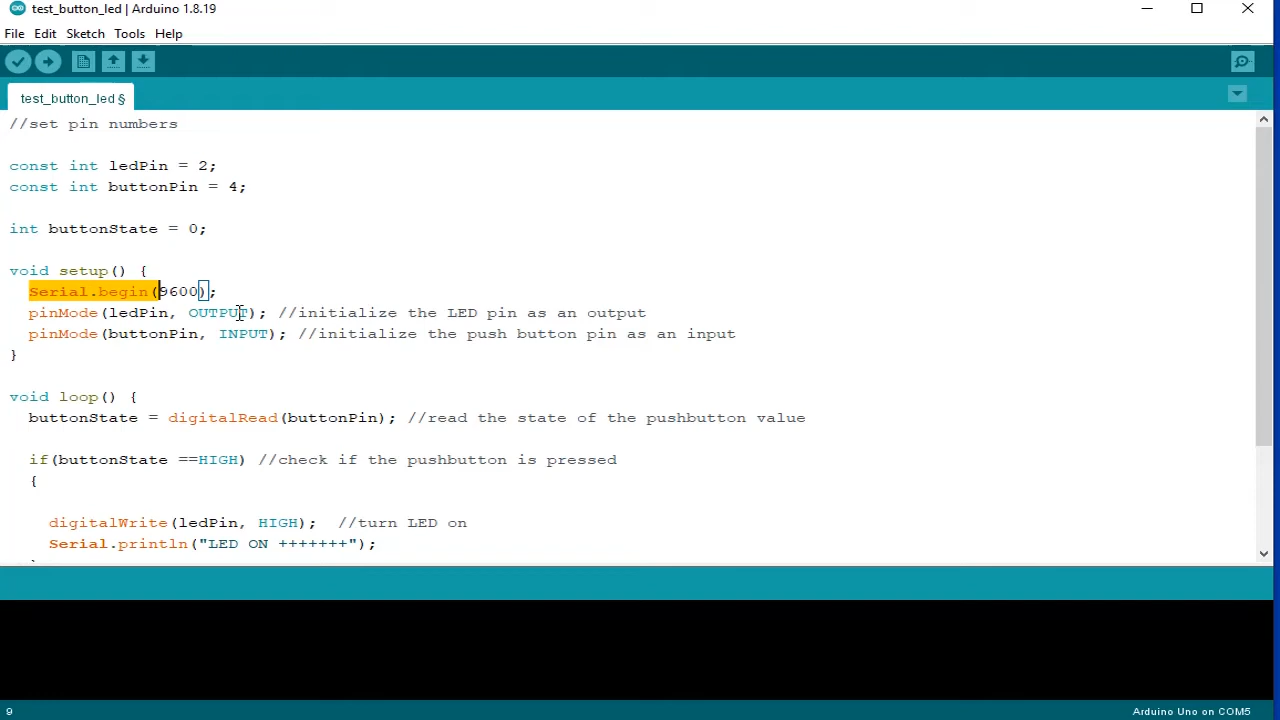 test_button_led | Arduino 1.8.19
File Edit Sketch Tools Help
test_button_led §
//set pin numbers
const int ledPin = 2;
const int buttonPin = 4;
int buttonState = 0;
void setup() {
Serial.begin(9600);
pinMode(ledPin, OUTPUT); //initialize the LED pin as an output
pinMode(buttonPin, INPUT); //initialize the push button pin as an input
}
void loop() {
buttonState = digitalRead(buttonPin); //read the state of the pushbutton value
if(buttonState ==HIGH) //check if the pushbutton is pressed
{
digitalWrite(ledPin, HIGH); //turn LED on
Serial.println("LED ON +++++++");
9
Arduino Uno on COM5